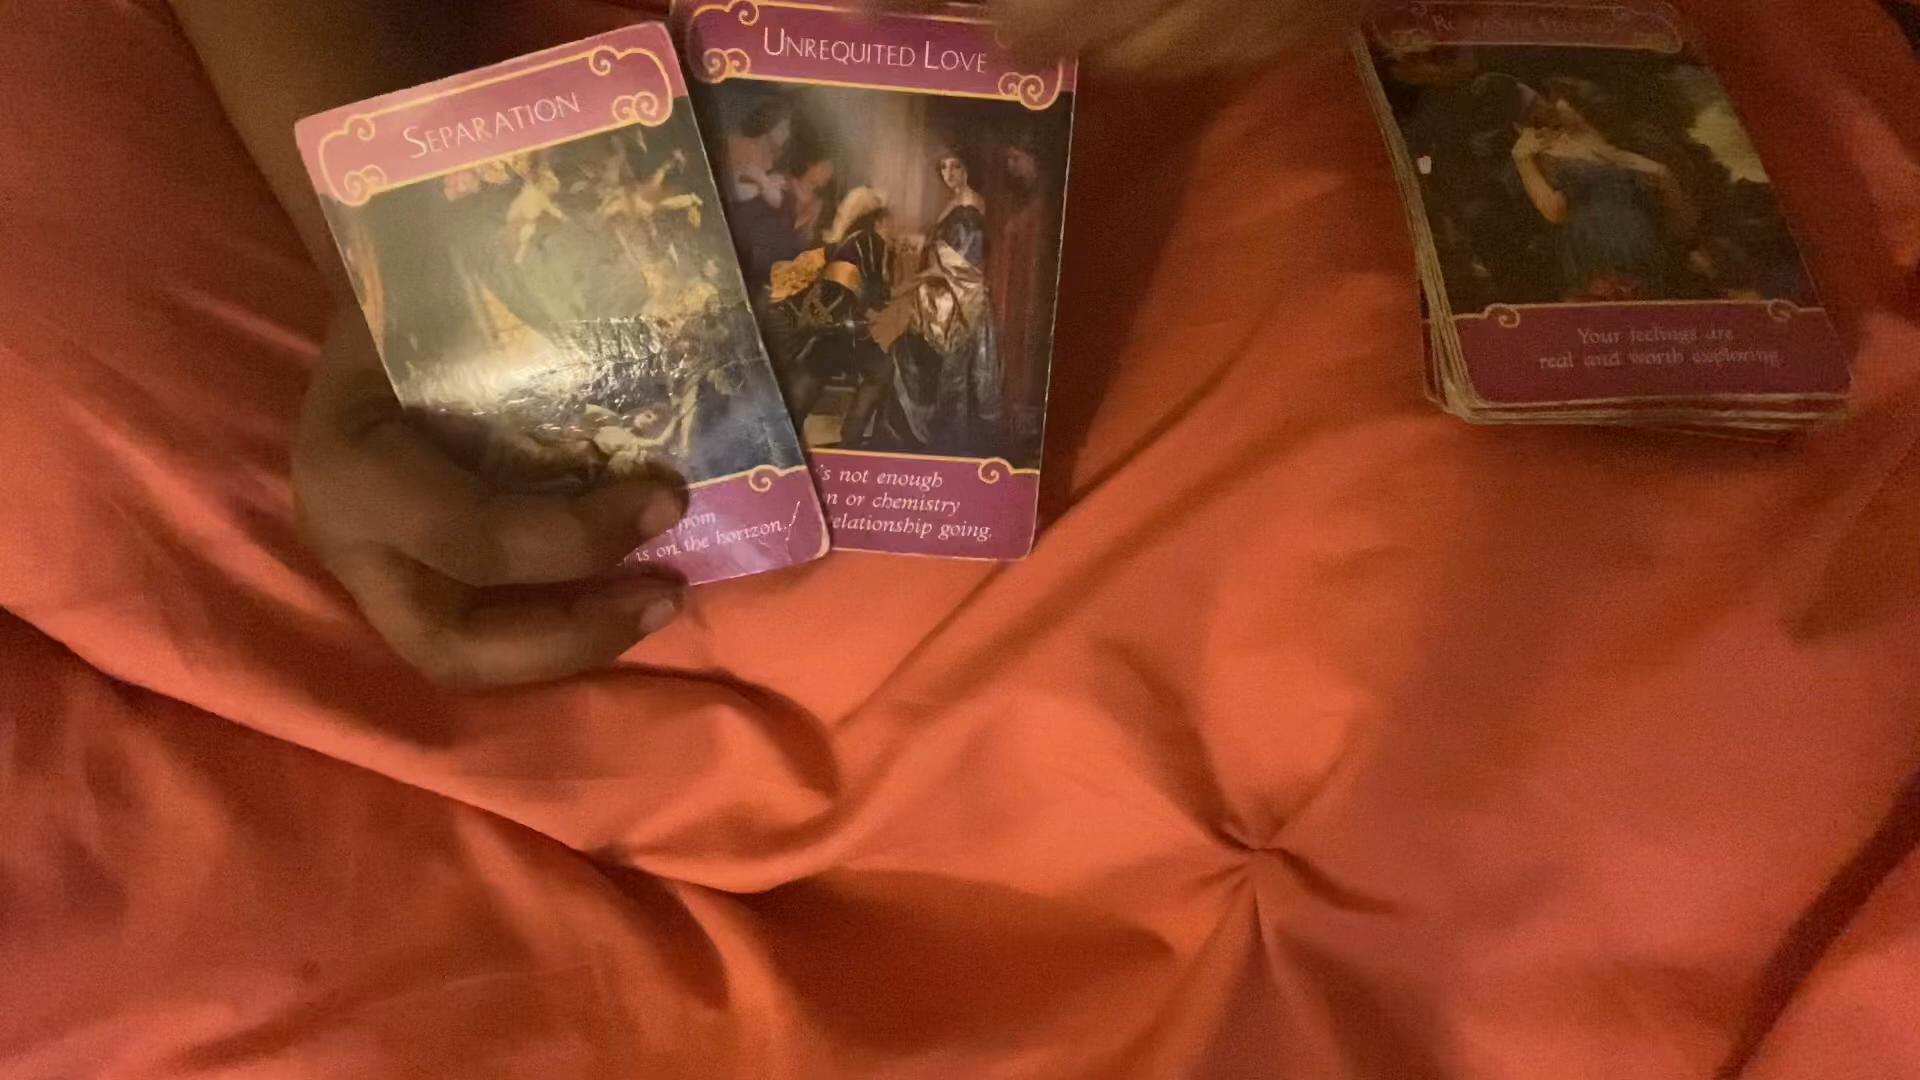 SEPARATION
from
is on the horizon.
UNREQUITED LOVE
's not enough
n or chemistry
elationship going.
Your feelings are
real and worth exploring.